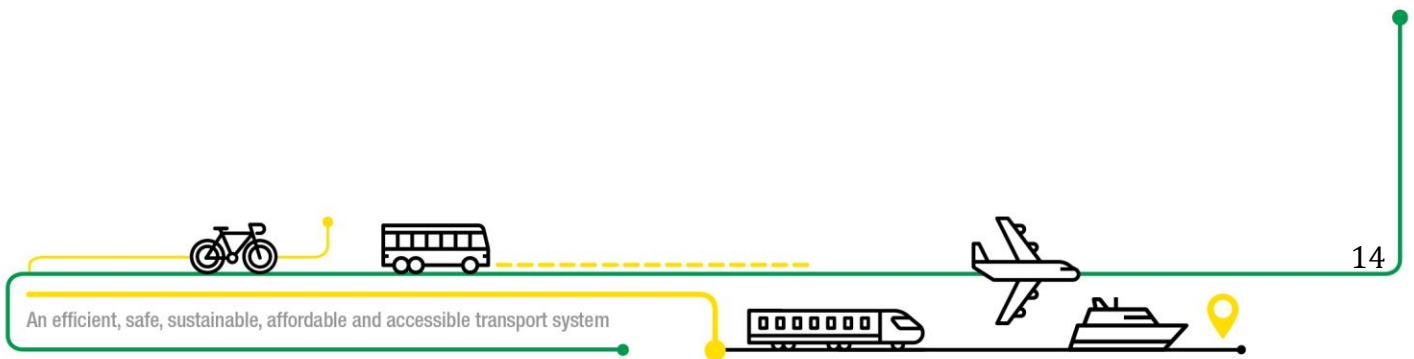 14
An efficient, safe, sustainable, affordable and accessible transport system